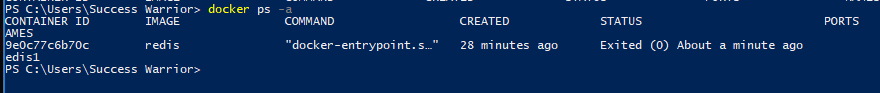 PS C:\Users\Success Warrior> docker ps -a
CONTAINER ID   IMAGE   COMMAND   CREATED   STATUS   PORTS
AMES
9e0c77c6b70c   redis   "docker-entrypoint.s…"   28 minutes ago   Exited (0) About a minute ago
edis1
PS C:\Users\Success Warrior>